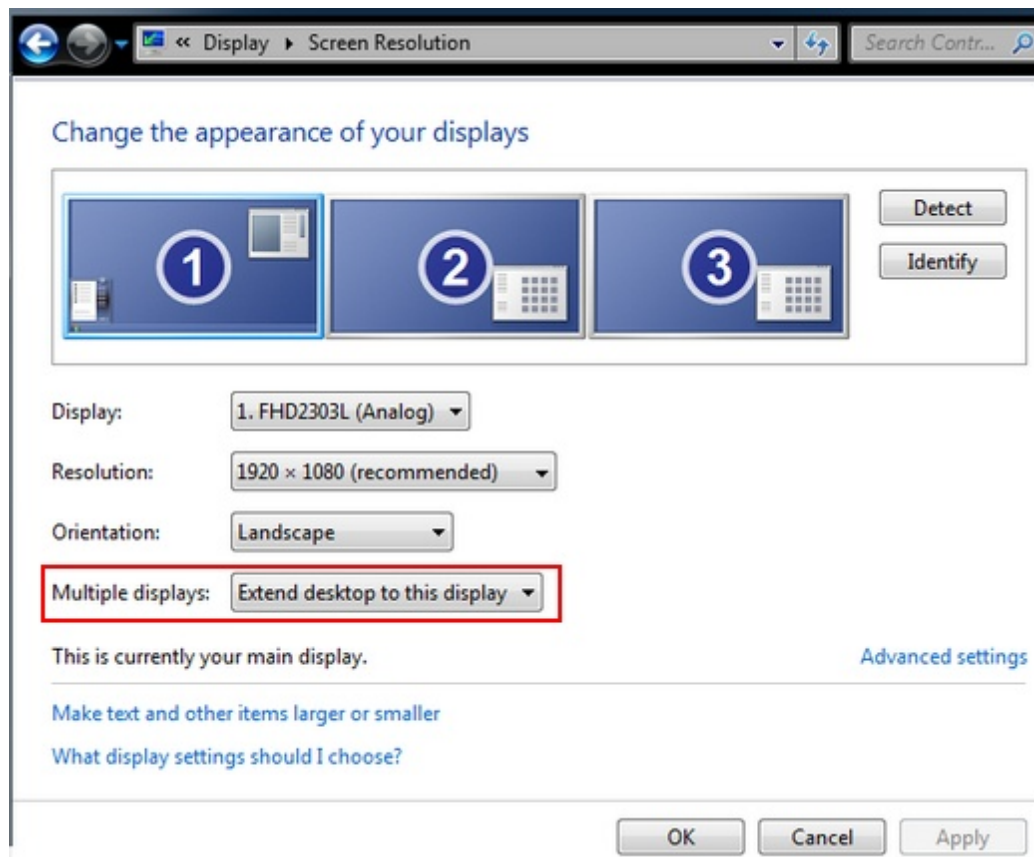 « Display ▸ Screen Resolution Search Contr...
Change the appearance of your displays
1 2 3
Detect
Identify
Display: 1. FHD2303L (Analog)
Resolution: 1920 × 1080 (recommended)
Orientation: Landscape
Multiple displays: Extend desktop to this display
This is currently your main display. Advanced settings
Make text and other items larger or smaller
What display settings should I choose?
OK Cancel Apply